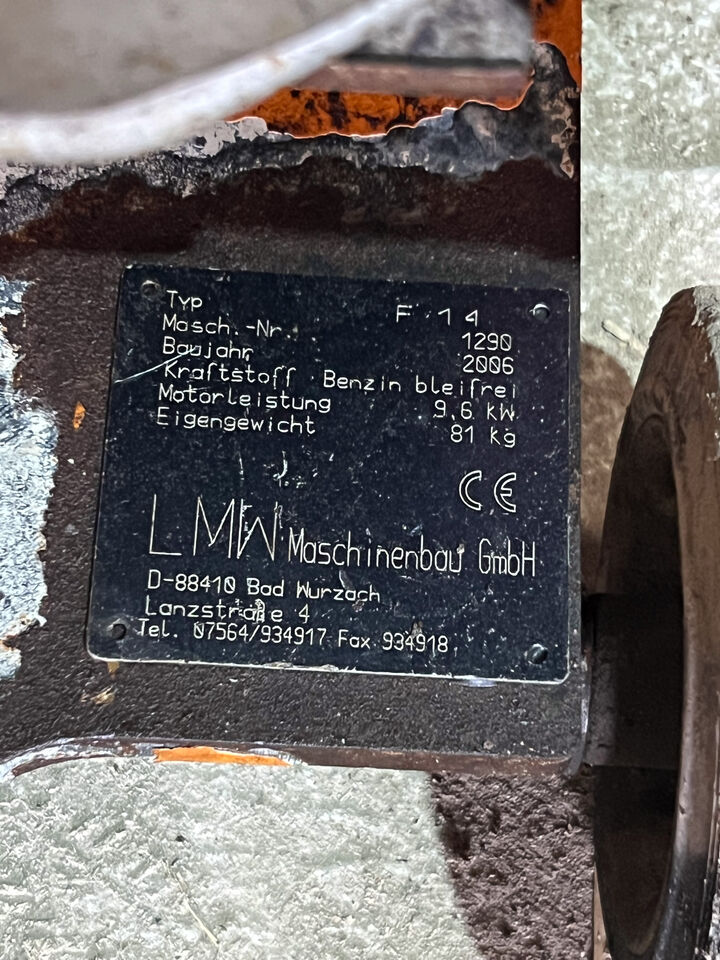 Typ F 14
Masch.-Nr. 1290
Baujahr 2006
Kraftstoff Benzin bleifrei
Motorleistung 9,6 kW
Eigengewicht 81 kg
CE
LMW Maschinenbau GmbH
D-88410 Bad Wurzach
Lanzstraße 4
Tel. 07564/934917 Fax 934918